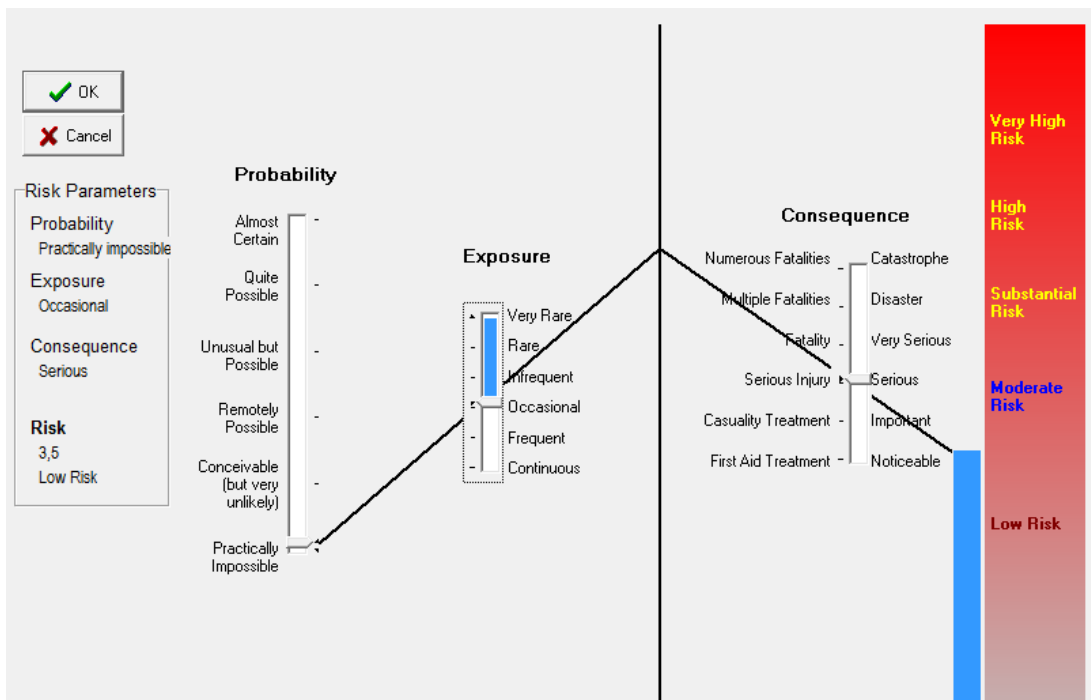 OK
Cancel
Risk Parameters
Probability
Practically impossible
Exposure
Occasional
Consequence
Serious
Risk
3,5
Low Risk
Probability
Almost
Certain
Quite
Possible
Unusual but
Possible
Remotely
Possible
Conceivable
(but very
unlikely)
Practically
Impossible
Exposure
Very Rare
Rare
Infrequent
Occasional
Frequent
Continuous
Consequence
Numerous Fatalities
Catastrophe
Multiple Fatalities
Disaster
Fatality
Very Serious
Serious Injury
Serious
Casuality Treatment
Important
First Aid Treatment
Noticeable
Very High
Risk
High
Risk
Substantial
Risk
Moderate
Risk
Low Risk